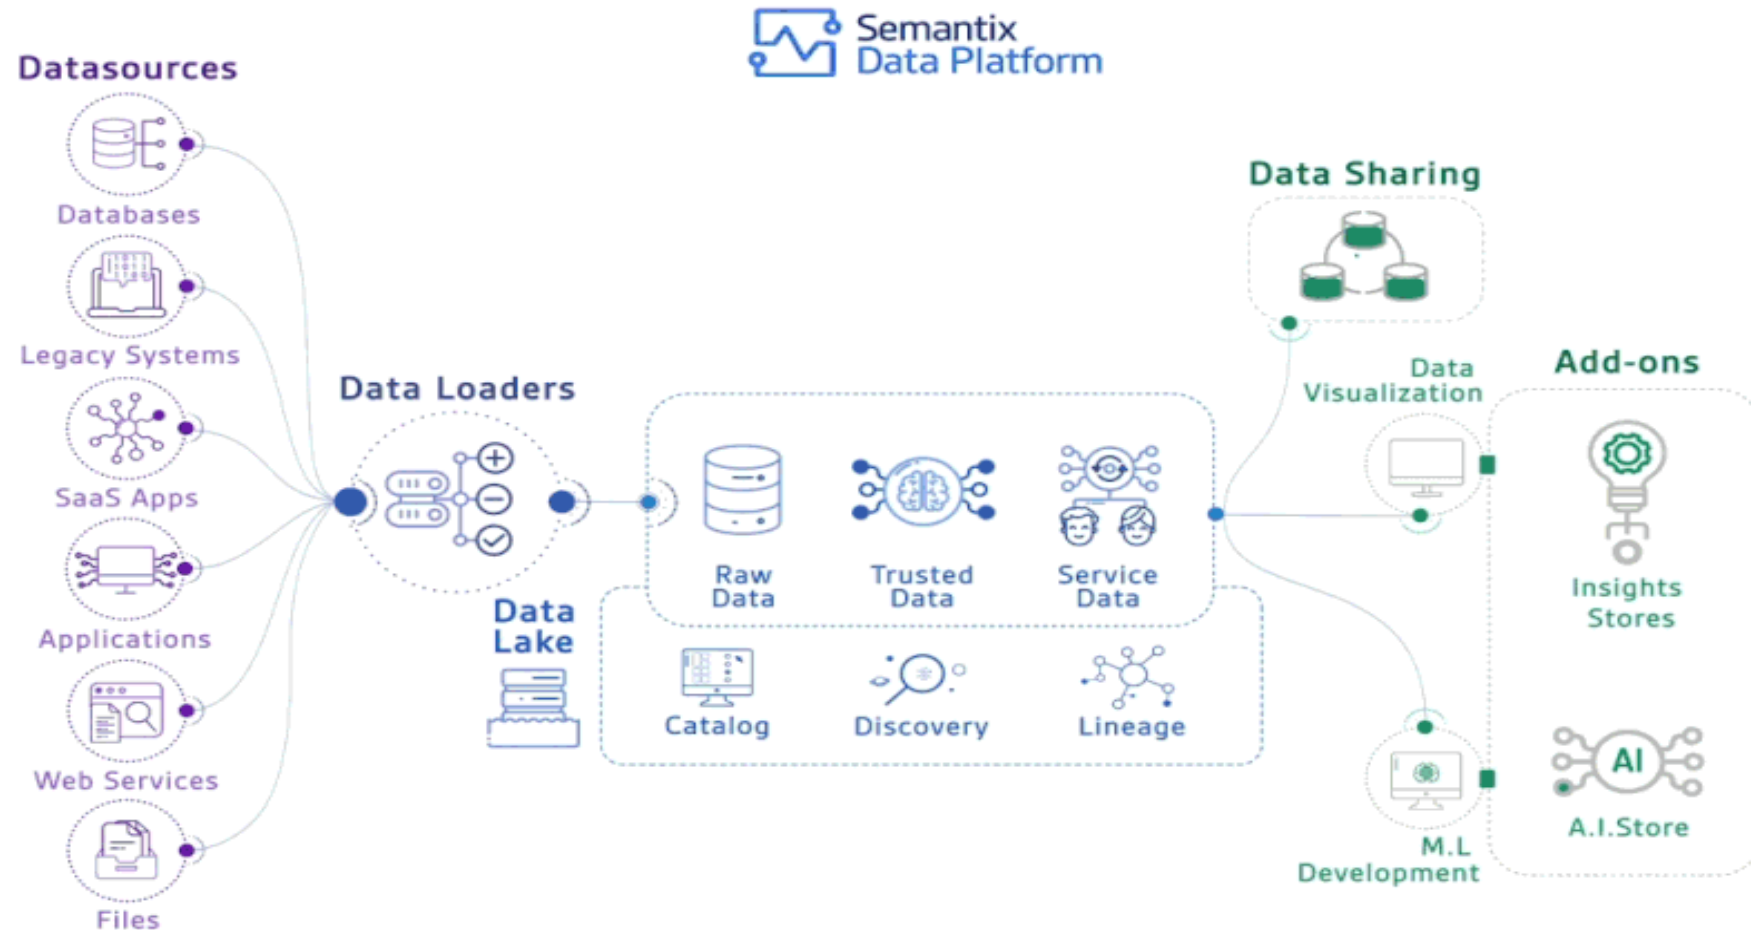 Semantix
Data Platform
Datasources
Databases
Legacy Systems
SaaS Apps
Applications
Web Services
Files
Data Loaders
Data
Lake
Raw
Data
Trusted
Data
Service
Data
Catalog
Discovery
Lineage
Data Sharing
Data
Visualization
M.L
Development
Add-ons
Insights
Stores
AI
A.I.Store